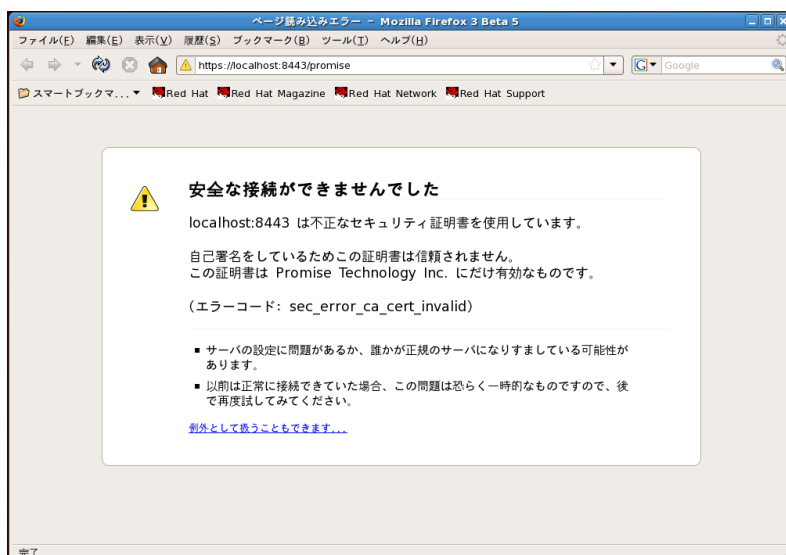 ページ読み込みエラー - Mozilla Firefox 3 Beta 5
ファイル(F) 編集(E) 表示(V) 履歴(S) ブックマーク(B) ツール(T) ヘルプ(H)
https://localhost:8443/promise
G Google
スマートブックマ... Red Hat Red Hat Magazine Red Hat Network Red Hat Support
安全な接続ができませんでした
localhost:8443 は不正なセキュリティ証明書を使用しています。
自己署名をしているためこの証明書は信頼されません。
この証明書は Promise Technology Inc. にだけ有効なものです。
(エラーコード: sec_error_ca_cert_invalid)
サーバの設定に問題があるか、誰かが正規のサーバになりすましている可能性が
あります。
以前は正常に接続できていた場合、この問題は恐らく一時的なものですので、後
で再度試してみてください。
例外として扱うこともできます...
完了